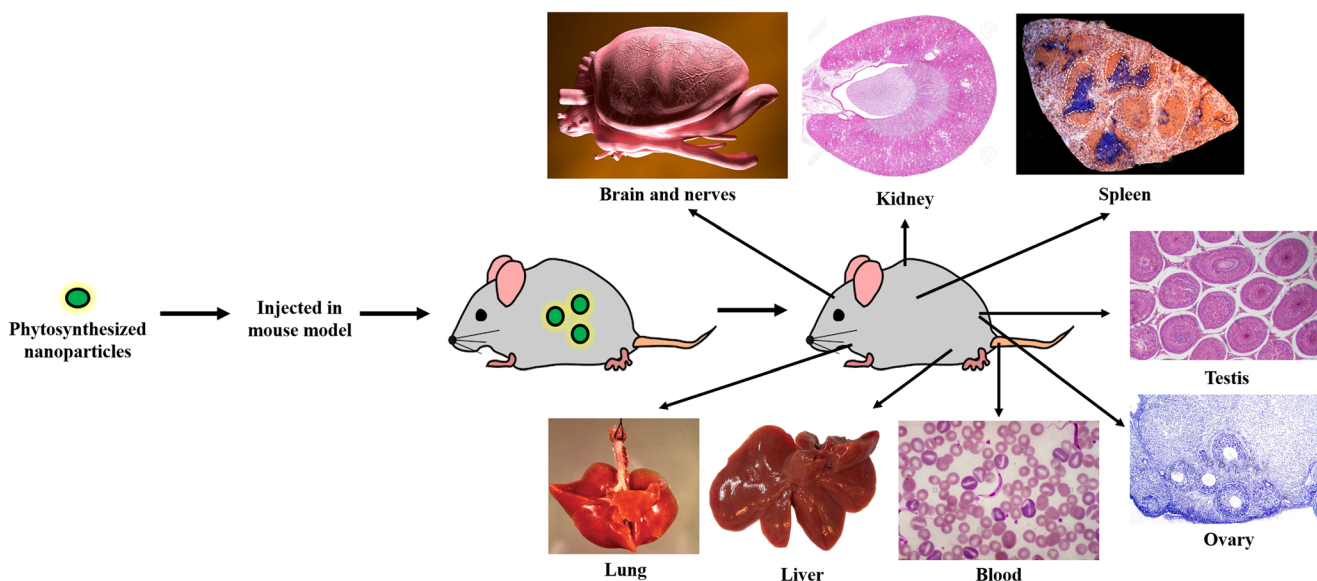 Brain and nerves
Kidney
Spleen
Phytosynthesized
nanoparticles
Injected in
mouse model
Testis
Lung
Liver
Blood
Ovary